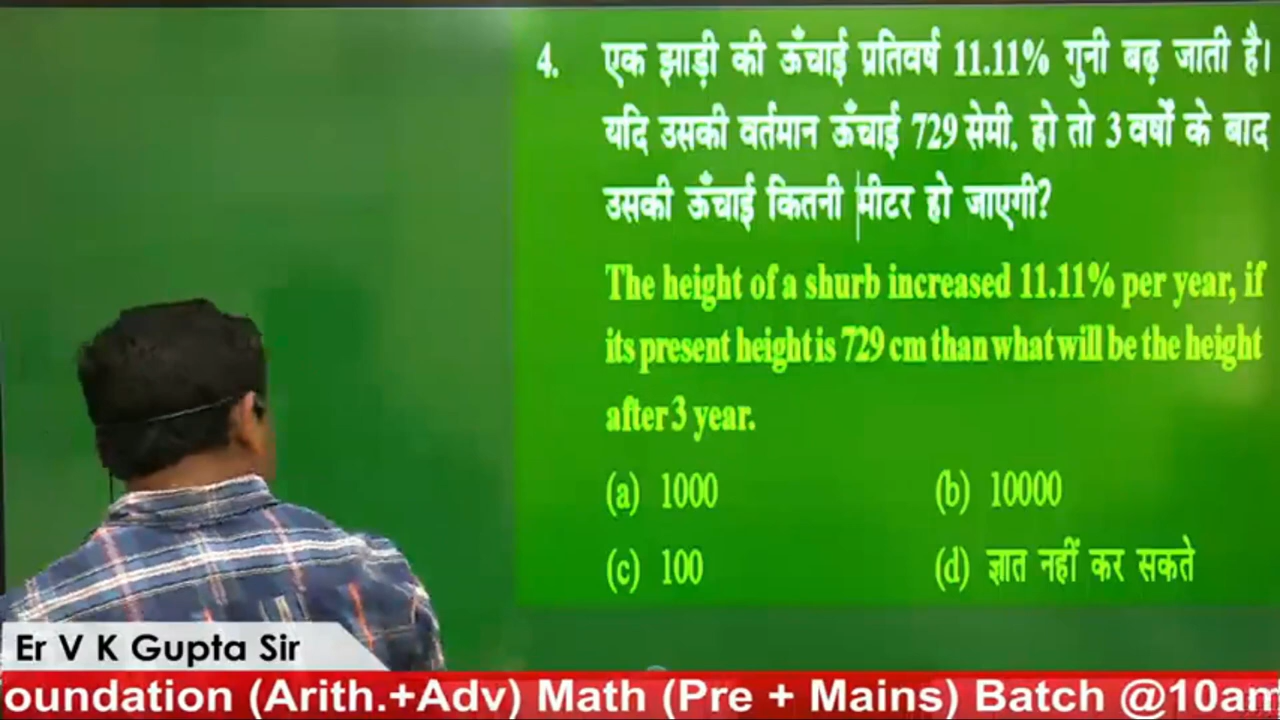 4. एक झाड़ी की ऊँचाई प्रतिवर्ष 11.11% गुनी बढ़ जाती है।
यदि उसकी वर्तमान ऊँचाई 729 सेमी. हो तो 3 वर्षों के बाद
उसकी ऊँचाई कितनी मीटर हो जाएगी?
The height of a shurb increased 11.11% per year, if
its present height is 729 cm than what will be the height
after 3 year.
(a) 1000 (b) 10000
(c) 100 (d) ज्ञात नहीं कर सकते
Er V K Gupta Sir
oundation (Arith.+Adv) Math (Pre + Mains) Batch @10am